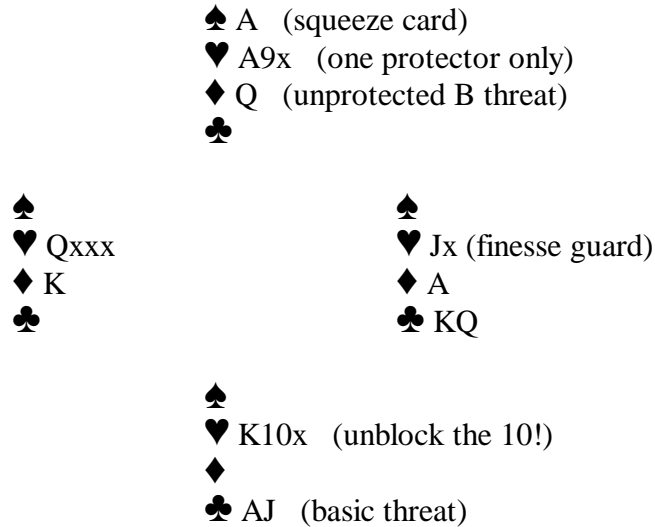 ♠ A (squeeze card)
♥ A9x (one protector only)
♦ Q (unprotected B threat)
♣
♠ ♠
♥ Qxxx ♥ Jx (finesse guard)
♦ K ♦ A
♣ ♣ KQ
♠
♥ K10x (unblock the 10!)
♦
♣ AJ (basic threat)